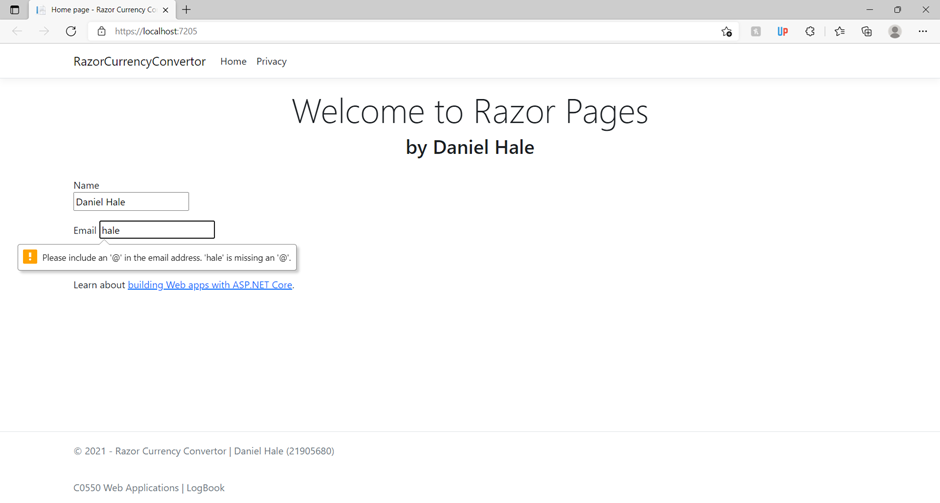 Home page - Razor Currency Co
https://localhost:7205
UP
RazorCurrencyConvertor Home Privacy
Welcome to Razor Pages
by Daniel Hale
Name
Daniel Hale
Email hale
Please include an '@' in the email address. 'hale' is missing an '@'.
Learn about building Web apps with ASP.NET Core.
© 2021 - Razor Currency Convertor | Daniel Hale (21905680)
C0550 Web Applications | LogBook